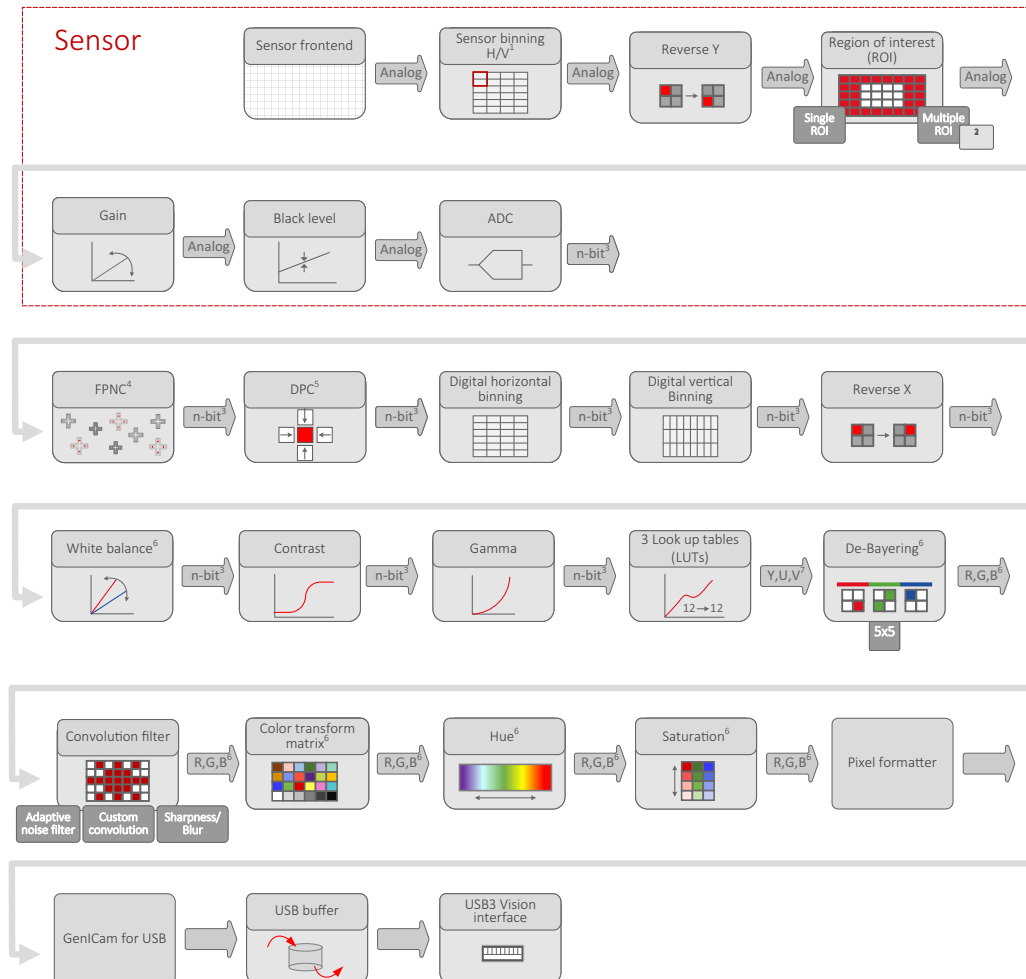 Sensor
Sensor frontend
Analog
Sensor binning
H/V¹
Analog
Reverse Y
Analog
Region of interest
(ROI)
Single
ROI
Multiple
ROI
2
Analog
Gain
Analog
Black level
Analog
ADC
n-bit³
FPNC⁴
n-bit³
DPC⁵
n-bit³
Digital horizontal
binning
n-bit³
Digital vertical
Binning
n-bit³
Reverse X
n-bit³
White balance⁶
n-bit³
Contrast
n-bit³
Gamma
n-bit³
3 Look up tables
(LUTs)
12→12
Y,U,V⁷
De-Bayering⁶
5x5
R,G,B⁶
Convolution filter
Adaptive
noise filter
Custom
convolution
Sharpness/
Blur
R,G,B⁶
Color transform
matrix⁶
R,G,B⁶
Hue⁶
R,G,B⁶
Saturation⁶
R,G,B⁶
Pixel formatter
GenICam for USB
USB buffer
USB3 Vision
interface